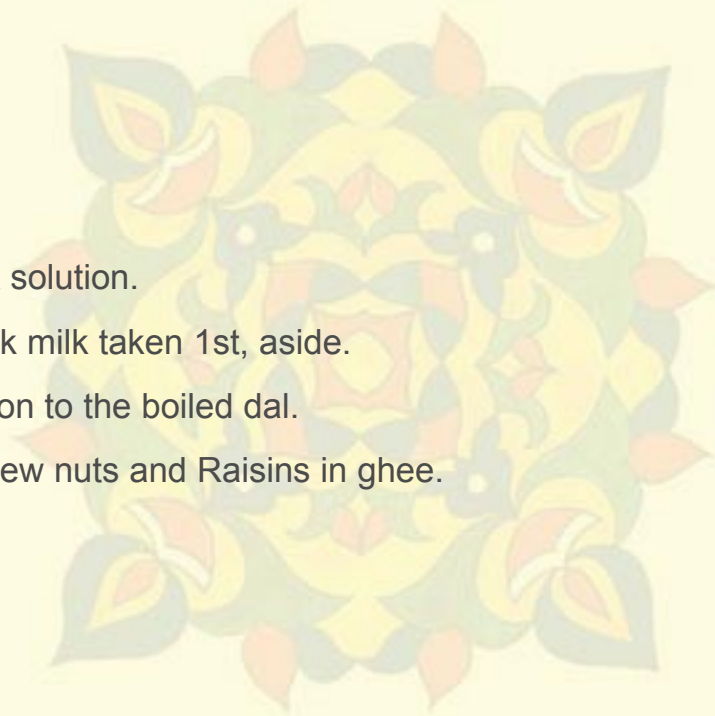 solution.
k milk taken 1st, aside.
on to the boiled dal.
ew nuts and Raisins in ghee.